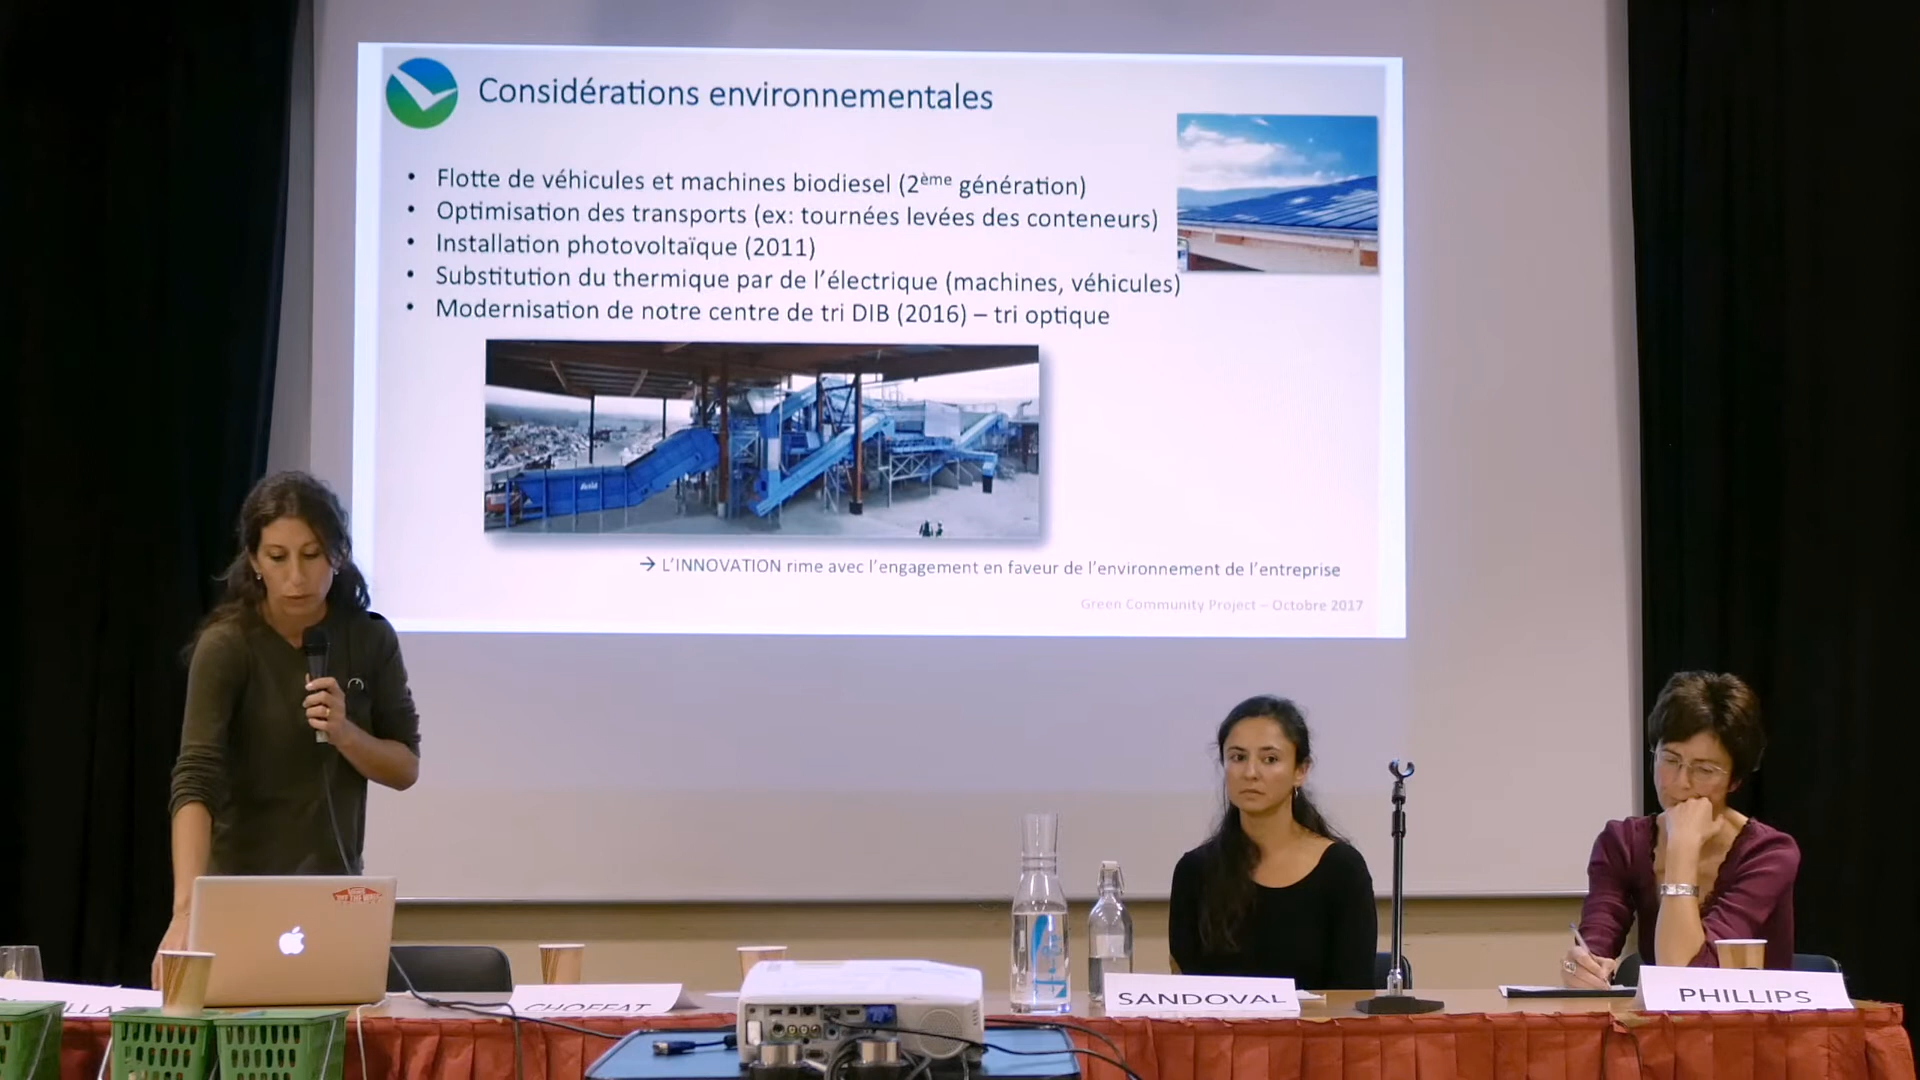 Considérations environnementales
• Flotte de véhicules et machines biodiesel (2ème génération)
• Optimisation des transports (ex: tournées levées des conteneurs)
• Installation photovoltaïque (2011)
• Substitution du thermique par de l'électrique (machines, véhicules)
• Modernisation de notre centre de tri DIB (2016) – tri optique
→ L'INNOVATION rime avec l'engagement en faveur de l'environnement de l'entreprise
Green Community Project – Octobre 2017
CHOFFAT
SANDOVAL
PHILLIPS